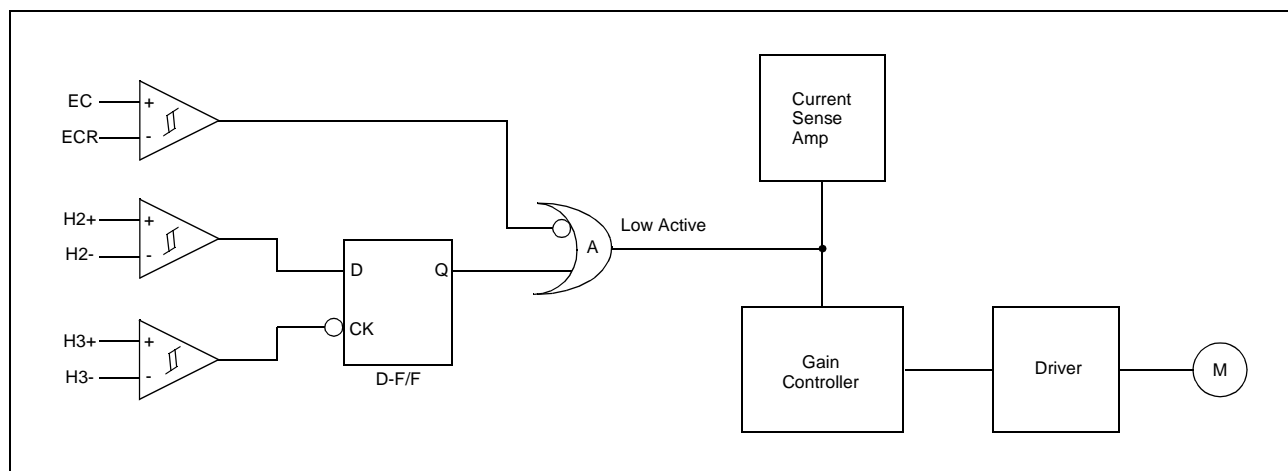 EC
+
ECR
-
H2+
+
H2-
-
H3+
+
H3-
-
D
Q
CK
D-F/F
A
Low Active
Current
Sense
Amp
Gain
Controller
Driver
M